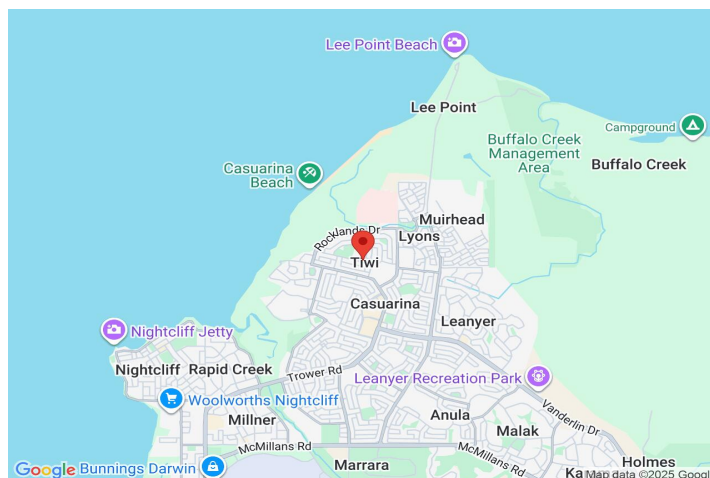 Lee Point Beach
Lee Point
Campground
Buffalo Creek
Management
Area
Buffalo Creek
Casuarina
Beach
Muirhead
Rocklands Dr
Lyons
Tiwi
Casuarina
Leanyer
Nightcliff Jetty
Nightcliff
Rapid Creek
Trower Rd
Leanyer Recreation Park
Woolworths Nightcliff
Vanderlin Dr
Anula
Millner
Malak
McMillans Rd
McMillans Rd
Holmes
Marrara
Google
Bunnings Darwin
Ka
Map data ©2025 Googl